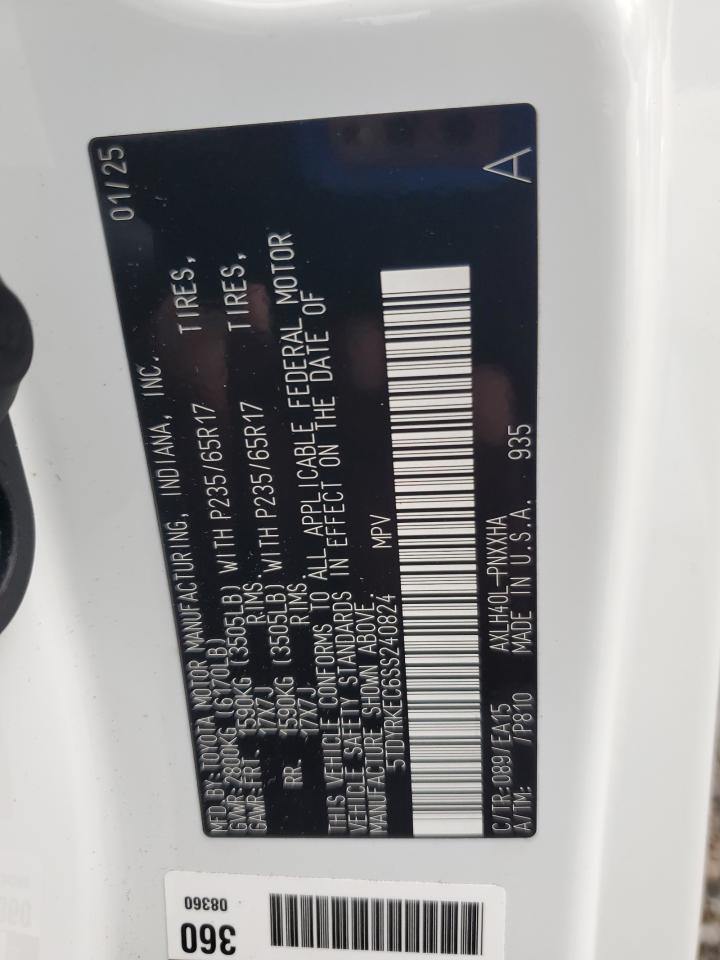 MFD. BY: TOYOTA MOTOR MANUFACTURING, INDIANA, INC. 01/25
GVWR: 2800KG (6170LB)
GAWR: FRT. 1590KG (3505LB) WITH P235/65R17 TIRES,
17X7J RIMS.
RR. 1590KG (3505LB) WITH P235/65R17 TIRES,
17X7J RIMS.
THIS VEHICLE CONFORMS TO ALL APPLICABLE FEDERAL MOTOR
VEHICLE SAFETY STANDARDS IN EFFECT ON THE DATE OF
MANUFACTURE SHOWN ABOVE.
5TDYRKEC6SS240824 MPV
C/TR: 089/EA15 AXLH40L-PNXXHA A
A/TM: /P810 MADE IN U.S.A. 935
08360
360